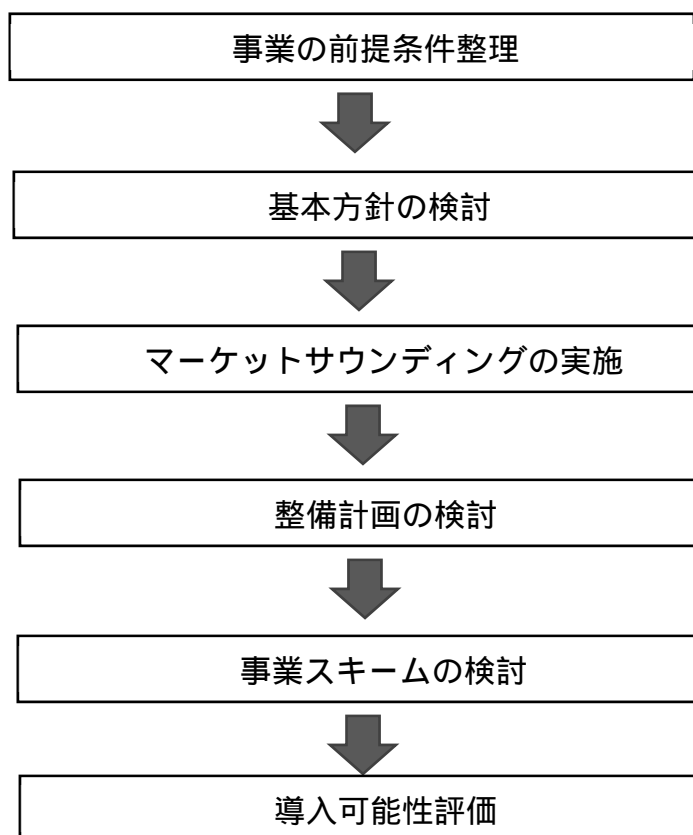 事業の前提条件整理
基本方針の検討
マーケットサウンディングの実施
整備計画の検討
事業スキームの検討
導入可能性評価